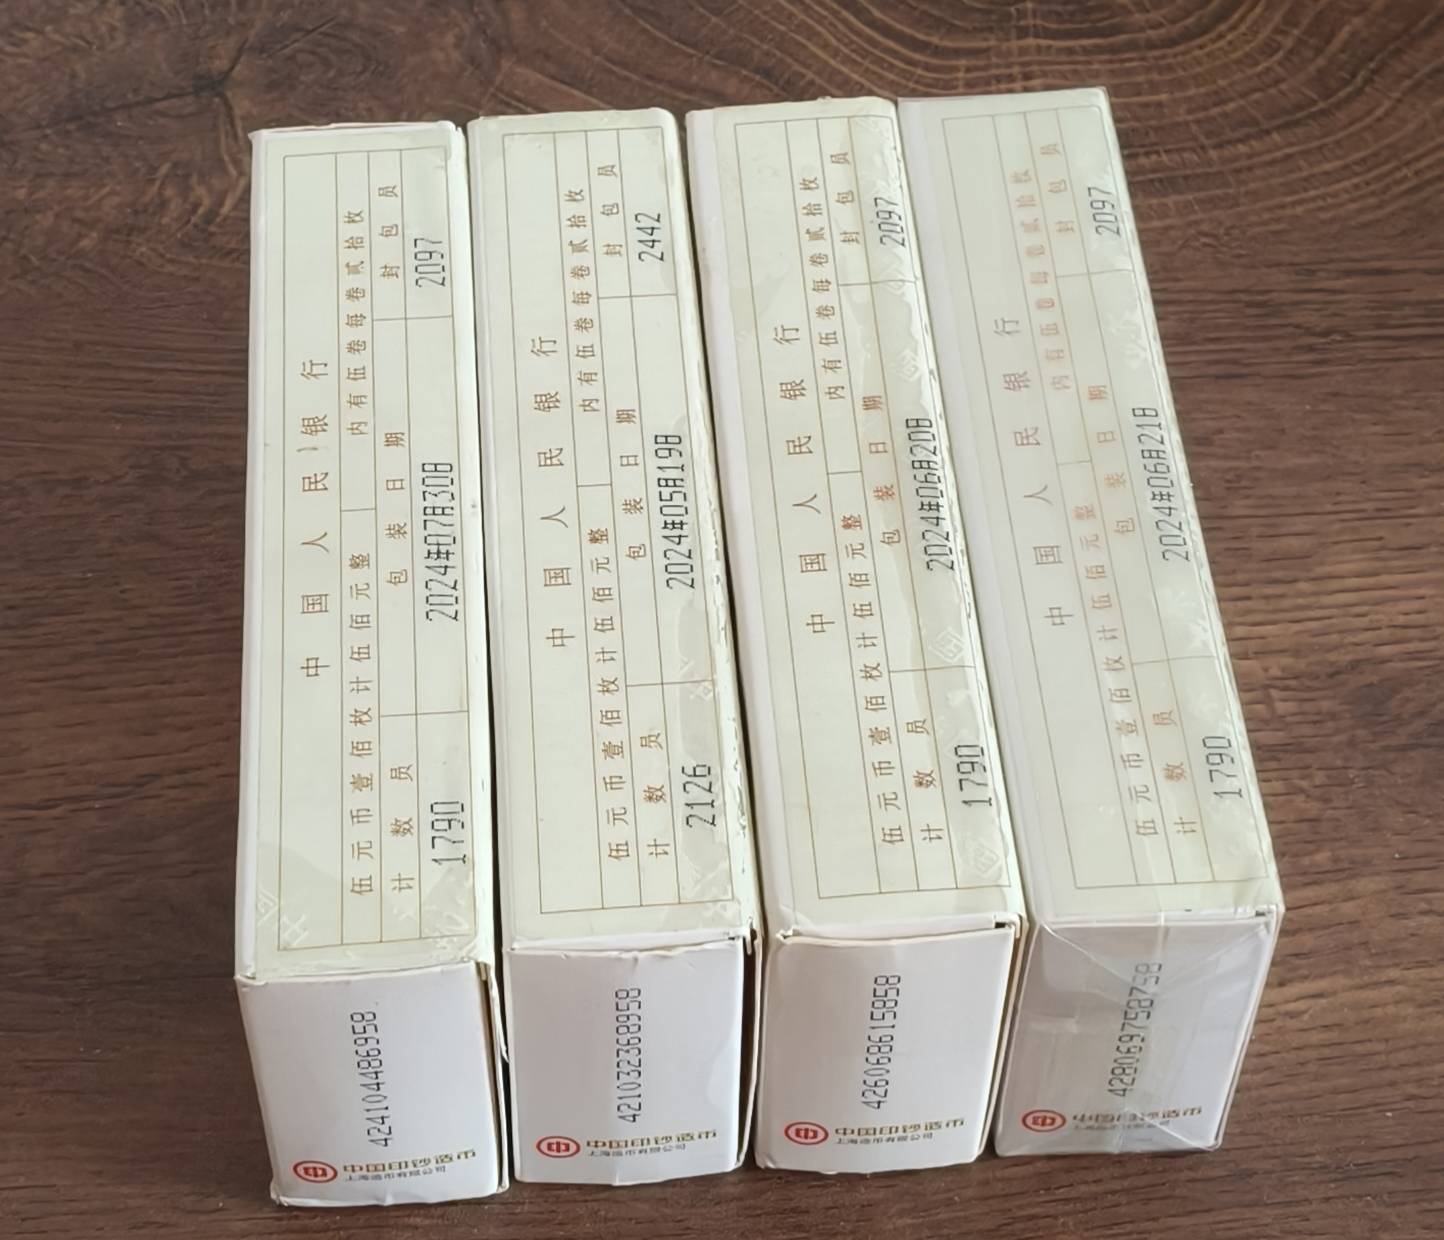 中国人民银行
伍元币壹佰枚计伍佰元整
内有伍卷每卷贰拾枚
计数员
包装日期
封包员
1790
2024年07月30日
2097
424104486958
中国印钞造币
上海造币有限公司
中国人民银行
伍元币壹佰枚计伍佰元整
内有伍卷每卷贰拾枚
计数员
包装日期
封包员
2126
2024年05月19日
2442
421032368958
中国印钞造币
上海造币有限公司
中国人民银行
伍元币壹佰枚计伍佰元整
内有伍卷每卷贰拾枚
计数员
包装日期
封包员
1790
2024年06月20日
2097
426068615858
中国印钞造币
上海造币有限公司
中国人民银行
伍元币壹佰枚计伍佰元整
内有伍卷每卷贰拾枚
计数员
包装日期
封包员
1790
2024年06月21日
2097
428069758758
中国印钞造币
上海造币有限公司